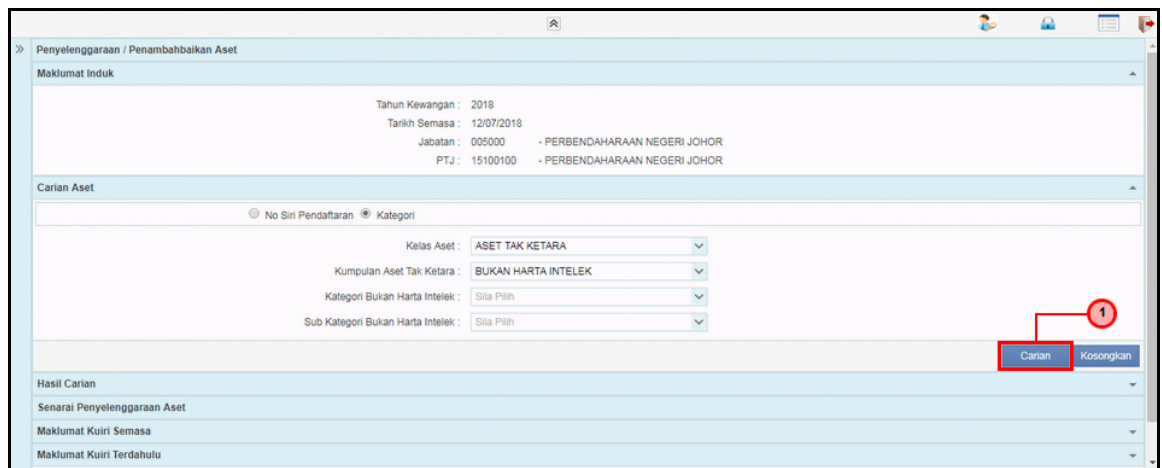 Penyelenggaraan / Penambahbaikan Aset
Maklumat Induk
Tahun Kewangan : 2018
Tarikh Semasa : 12/07/2018
Jabatan : 005000 - PERBENDAHARAAN NEGERI JOHOR
PTJ : 15100100 - PERBENDAHARAAN NEGERI JOHOR
Carian Aset
No Siri Pendaftaran Kategori
Kelas Aset : ASET TAK KETARA
Kumpulan Aset Tak Ketara : BUKAN HARTA INTELEK
Kategori Bukan Harta Intelek : Sila Pilih
Sub Kategori Bukan Harta Intelek : Sila Pilih
1
Carian Kosongkan
Hasil Carian
Senarai Penyelenggaraan Aset
Maklumat Kuiri Semasa
Maklumat Kuiri Terdahulu